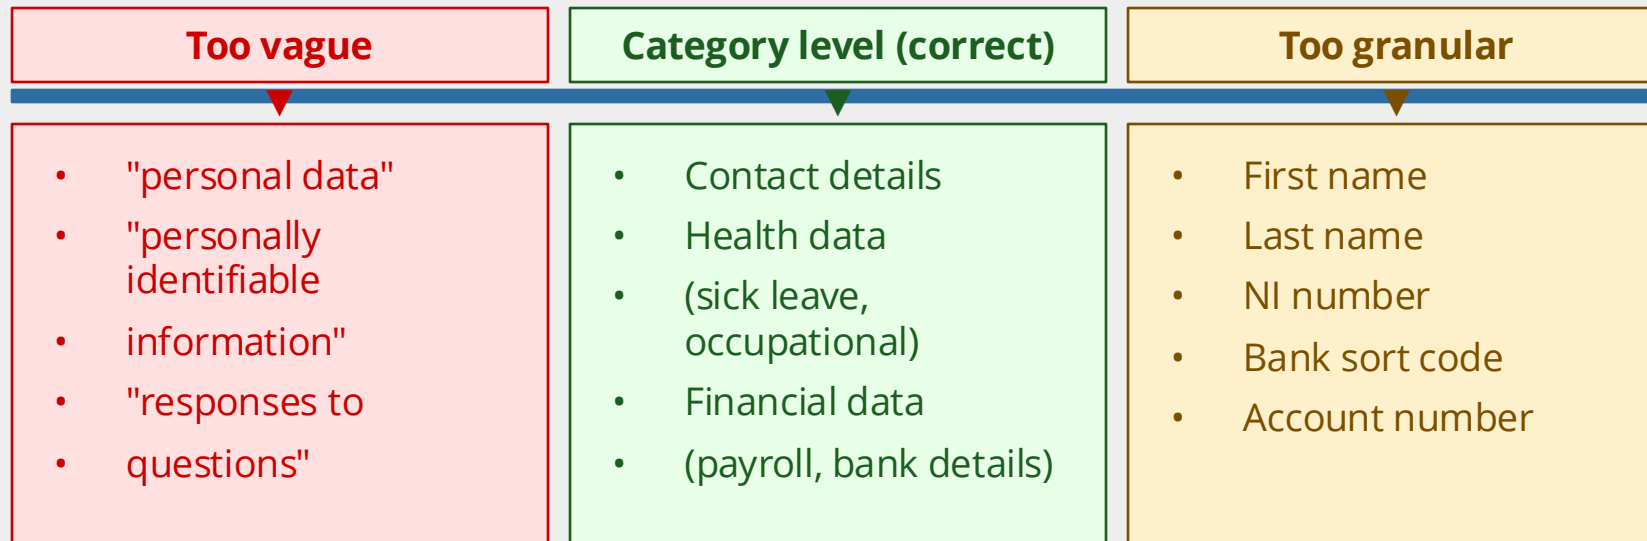 Too vague
• "personal data"
• "personally
identifiable
• information"
• "responses to
• questions"
Category level (correct)
• Contact details
• Health data
• (sick leave,
occupational)
• Financial data
• (payroll, bank details)
Too granular
• First name
• Last name
• NI number
• Bank sort code
• Account number